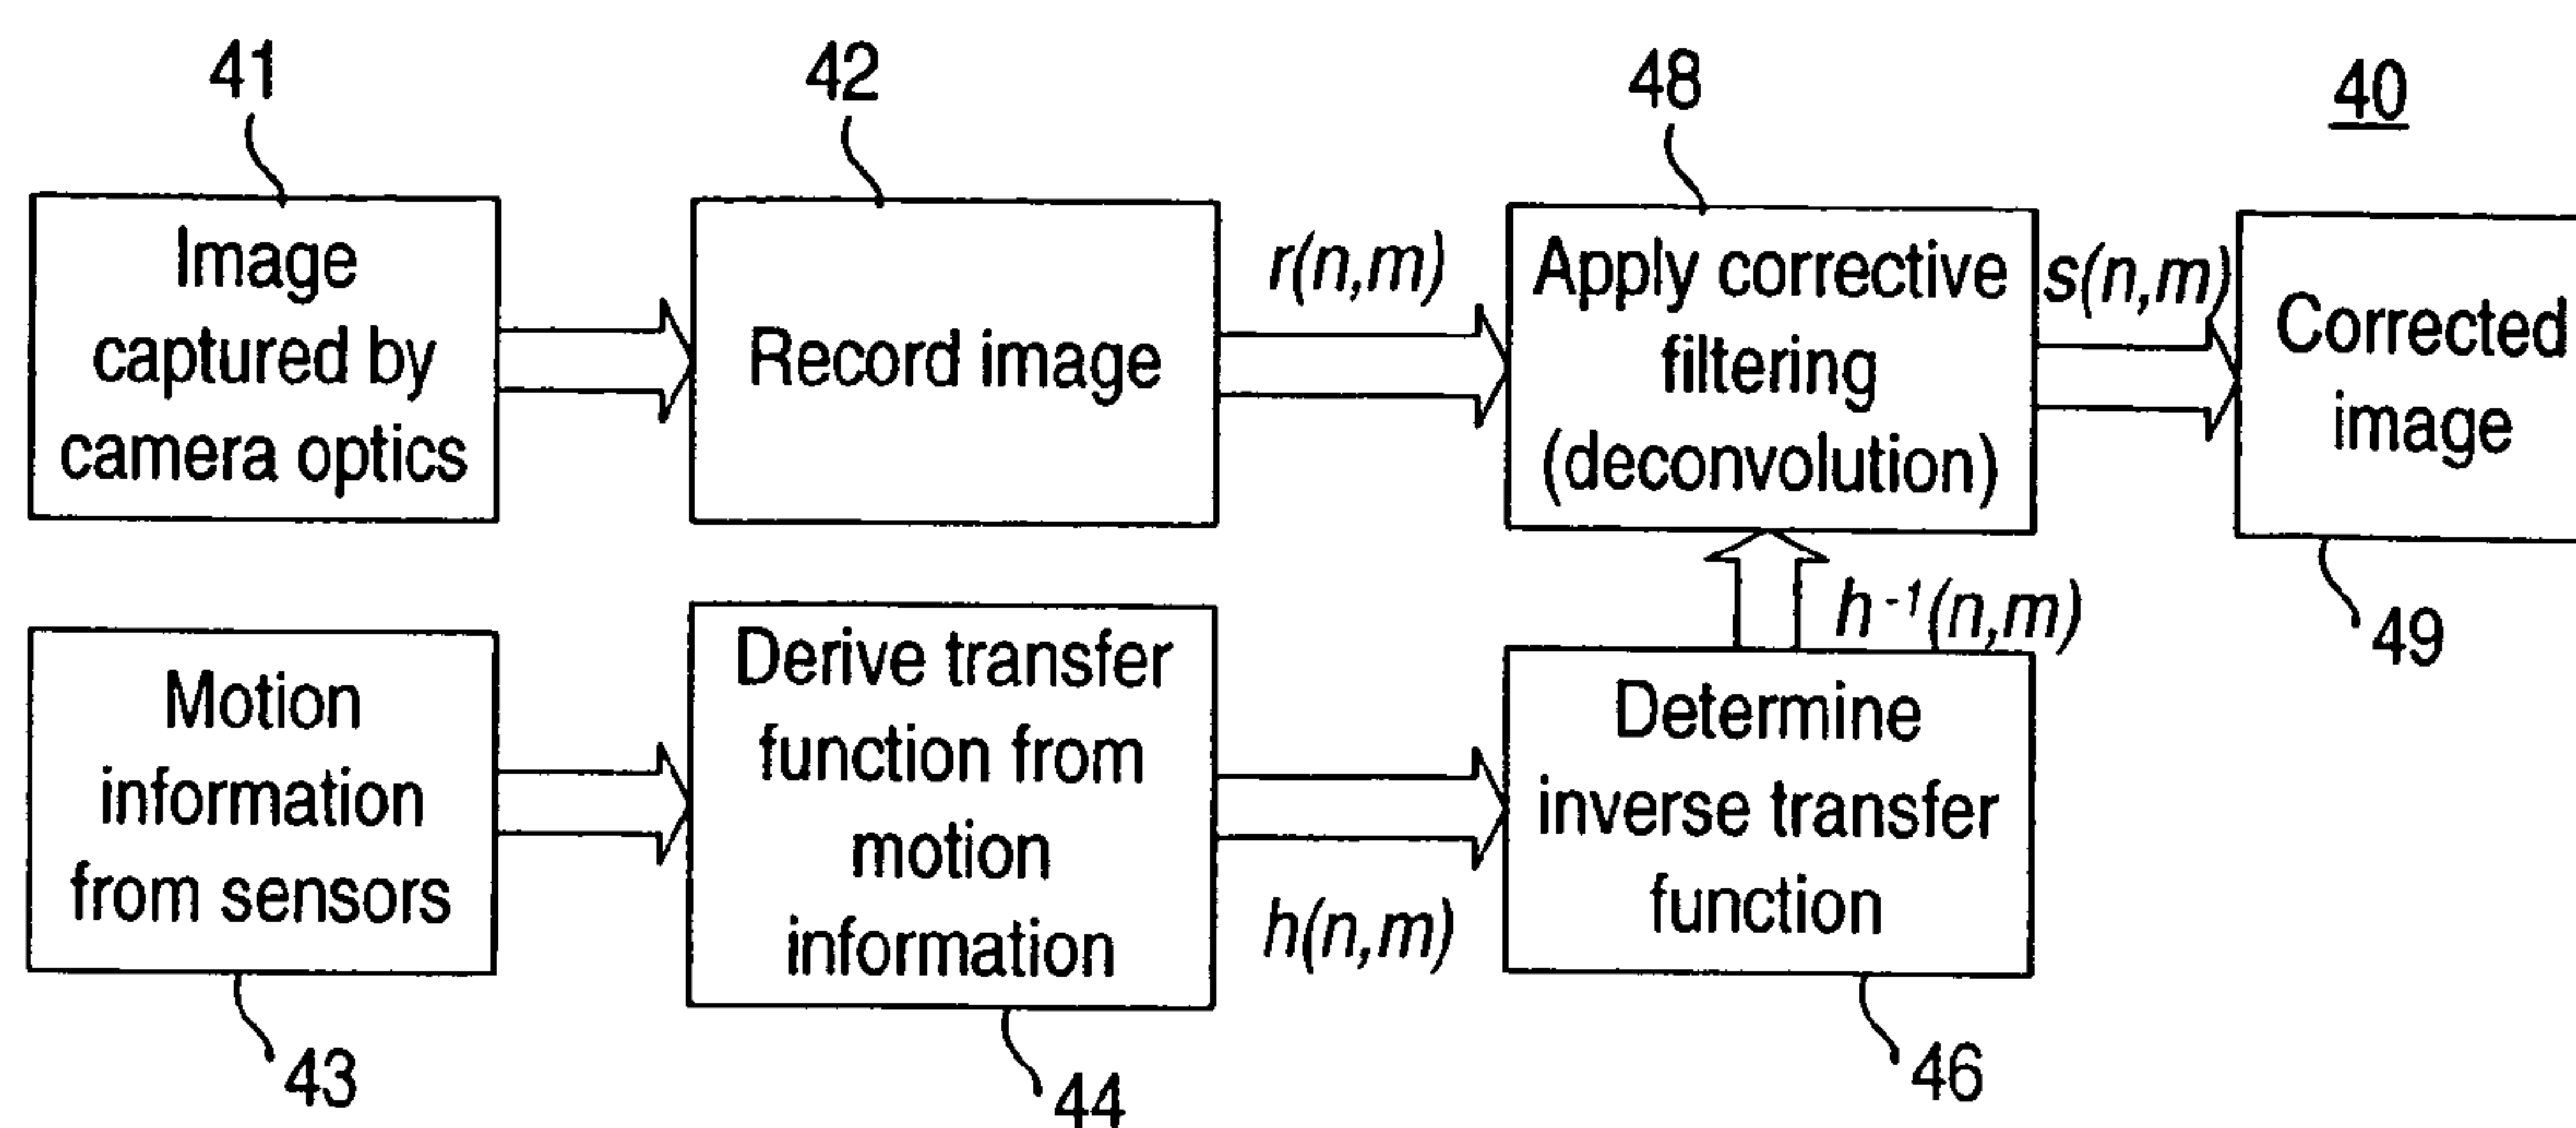 41
42
48
40
Image
captured by
camera optics
Record image
r(n,m)
Apply corrective
filtering
(deconvolution)
s(n,m)
Corrected
image
49
Motion
information
from sensors
43
Derive transfer
function from
motion
information
44
h(n,m)
Determine
inverse transfer
function
46
h⁻¹(n,m)